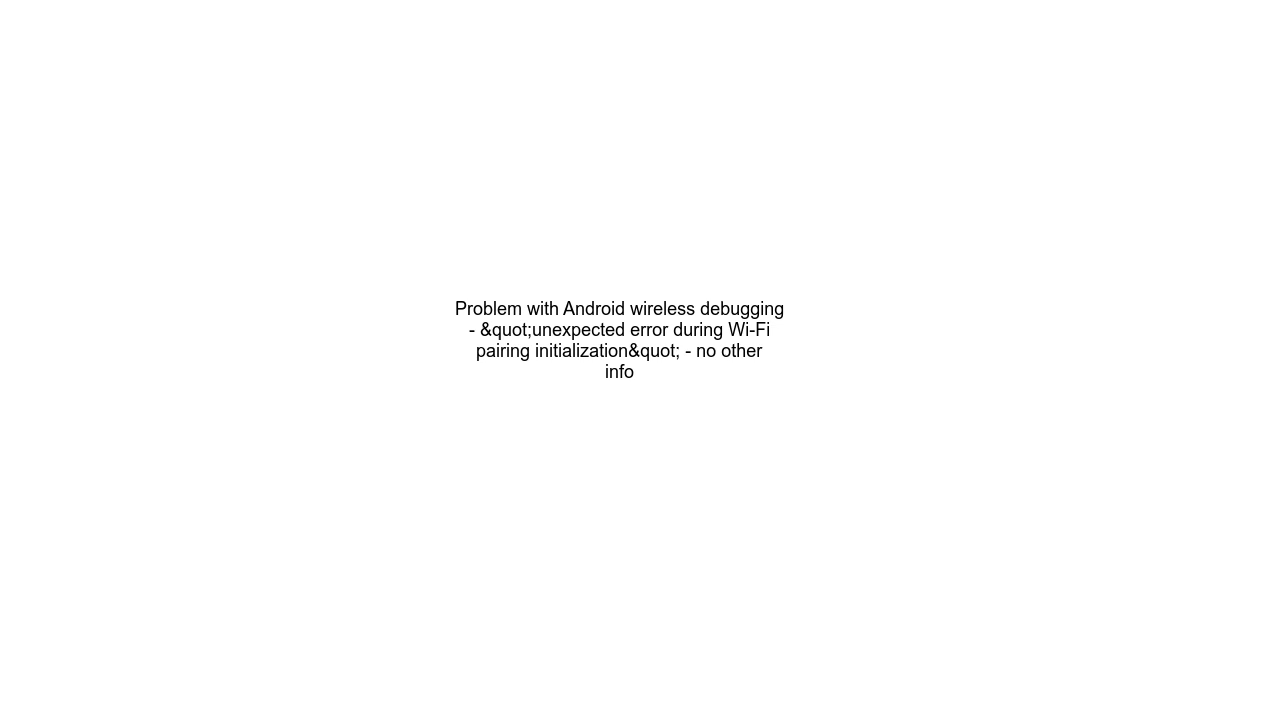 Problem with Android wireless debugging
- &quot;unexpected error during Wi-Fi
pairing initialization&quot; - no other
info